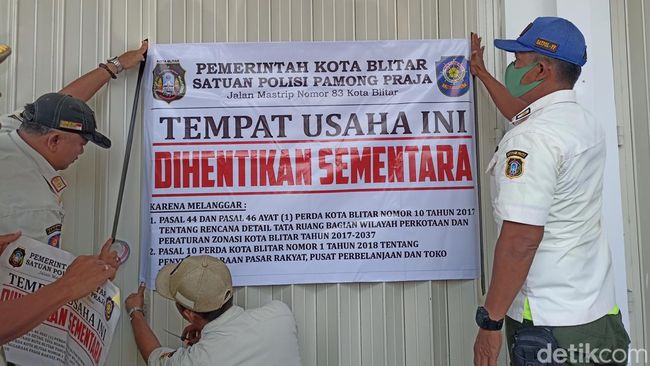 PEMERINTAH KOTA BLITAR
SATUAN POLISI PAMONG PRAJA
Jalan Mastrip Nomor 83 Kota Blitar
TEMPAT USAHA INI
DIHENTIKAN SEMENTARA
KARENA MELANGGAR :
1. PASAL 44 DAN PASAL 46 AYAT (1) PERDA KOTA BLITAR NOMOR 10 TAHUN 2017
TENTANG RENCANA DETAIL TATA RUANG BAGIAN WILAYAH PERKOTAAN DAN
PERATURAN ZONASI KOTA BLITAR TAHUN 2017-2037
2. PASAL 10 PERDA KOTA BLITAR NOMOR 1 TAHUN 2018 TENTANG
PASAR RAKYAT, PUSAT PERBELANJAAN DAN TOKO
SATPOL-PP
PEMERINTAH
SATUAN POLISI
TEMPAT
DIHENTIKAN
detikcom